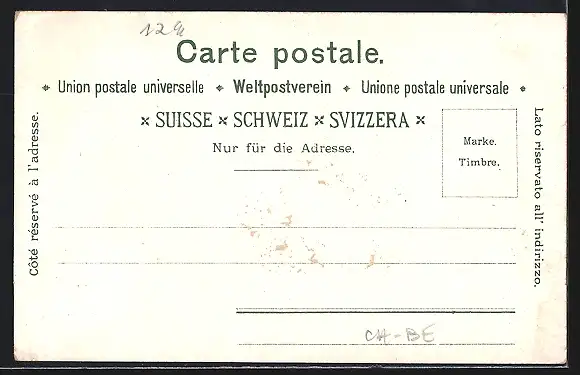 Carte postale.
Union postale universelle Weltpostverein Unione postale universale
× SUISSE × SCHWEIZ × SVIZZERA ×
Nur für die Adresse.
Marke.
Timbre.
Côté réservé à l'adresse.
Lato riservato all' indirizzo.
CH-BE